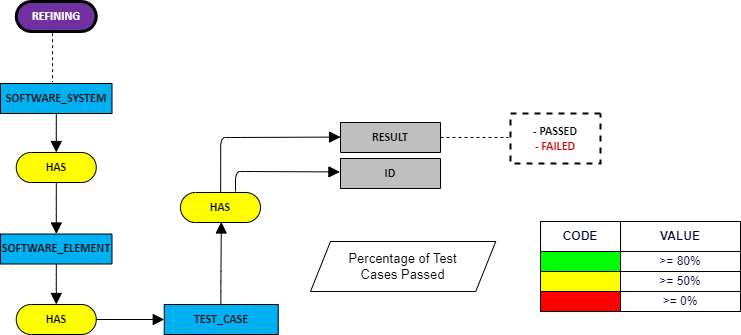 REFINING
SOFTWARE_SYSTEM
HAS
SOFTWARE_ELEMENT
HAS
TEST_CASE
HAS
RESULT
ID
- PASSED
- FAILED
Percentage of Test
Cases Passed
CODE VALUE
>= 80%
>= 50%
>= 0%